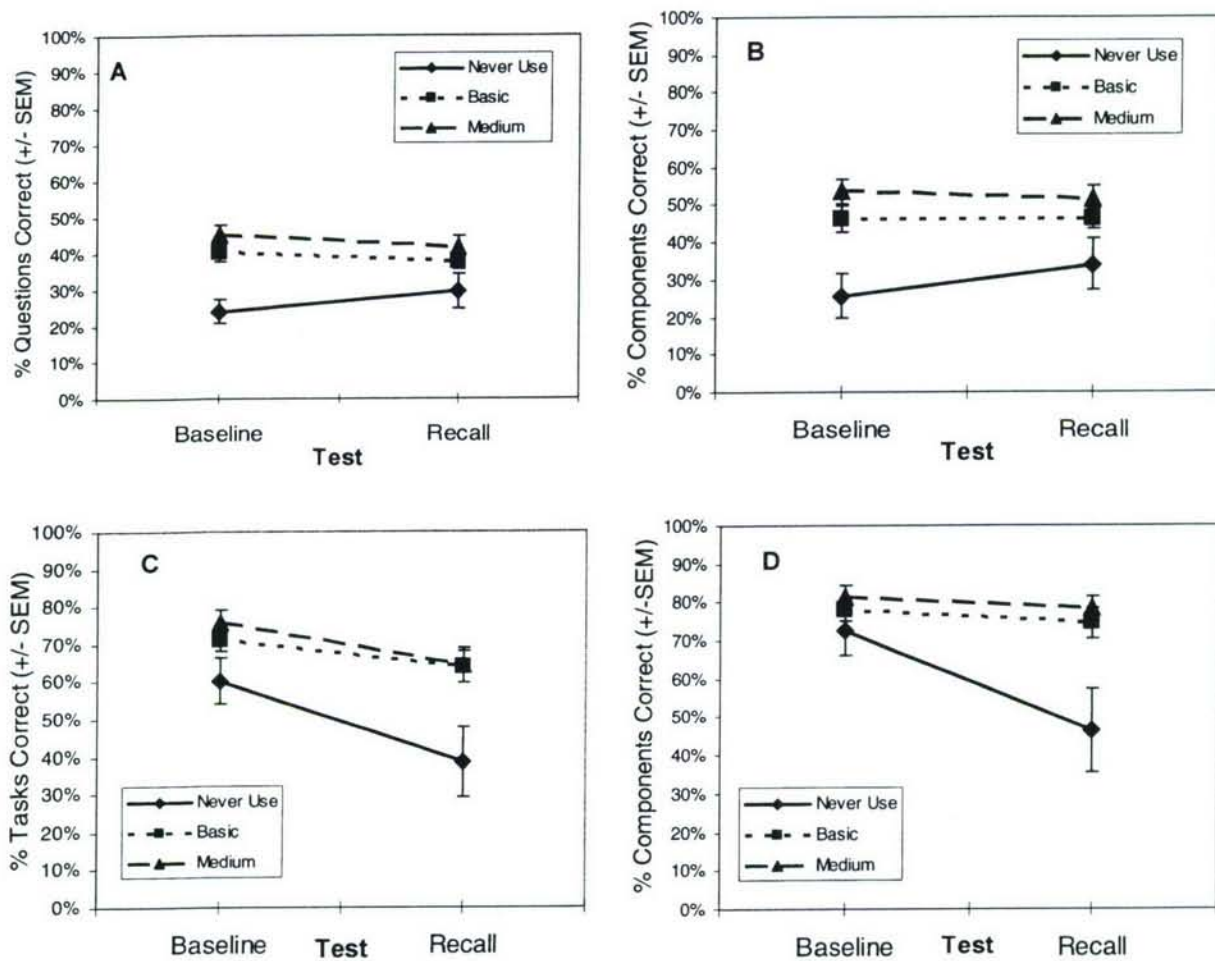 A
% Questions Correct (+/- SEM)
100%
90%
80%
70%
60%
50%
40%
30%
20%
10%
0%
Never Use
Basic
Medium
Baseline
Recall
Test
B
% Components Correct (+/- SEM)
100%
90%
80%
70%
60%
50%
40%
30%
20%
10%
0%
Never Use
Basic
Medium
Baseline
Recall
Test
C
% Tasks Correct (+/- SEM)
100%
90%
80%
70%
60%
50%
40%
30%
20%
10%
0%
Never Use
Basic
Medium
Baseline
Test
Recall
D
% Components Correct (+/-SEM)
100%
90%
80%
70%
60%
50%
40%
30%
20%
10%
0%
Never Use
Basic
Medium
Baseline
Test
Recall